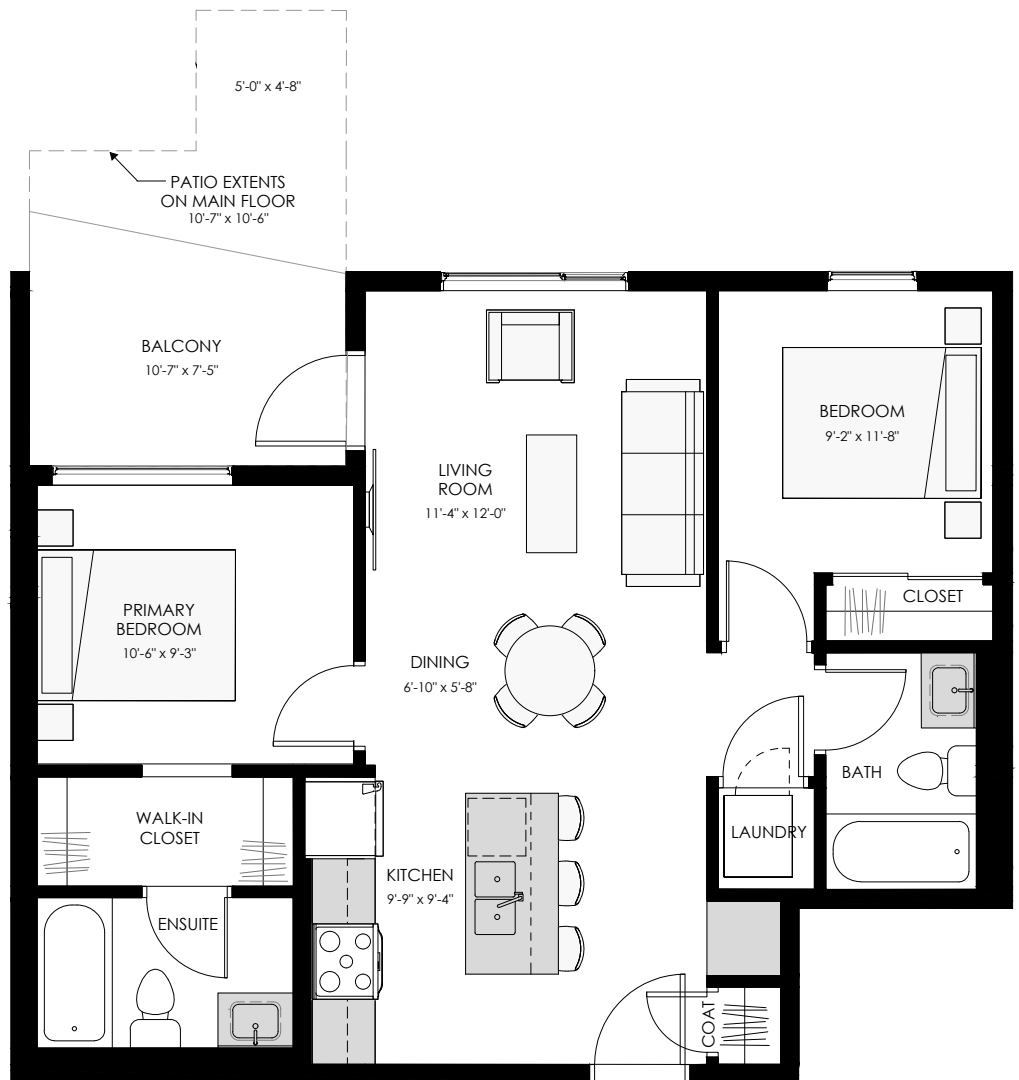 5'-0" x 4'-8"
PATIO EXTENTS
ON MAIN FLOOR
10'-7" x 10'-6"
BALCONY
10'-7" x 7'-5"
BEDROOM
9'-2" x 11'-8"
LIVING
ROOM
11'-4" x 12'-0"
CLOSET
PRIMARY
BEDROOM
10'-6" x 9'-3"
DINING
6'-10" x 5'-8"
BATH
WALK-IN
CLOSET
LAUNDRY
KITCHEN
9'-9" x 9'-4"
ENSUITE
COAT